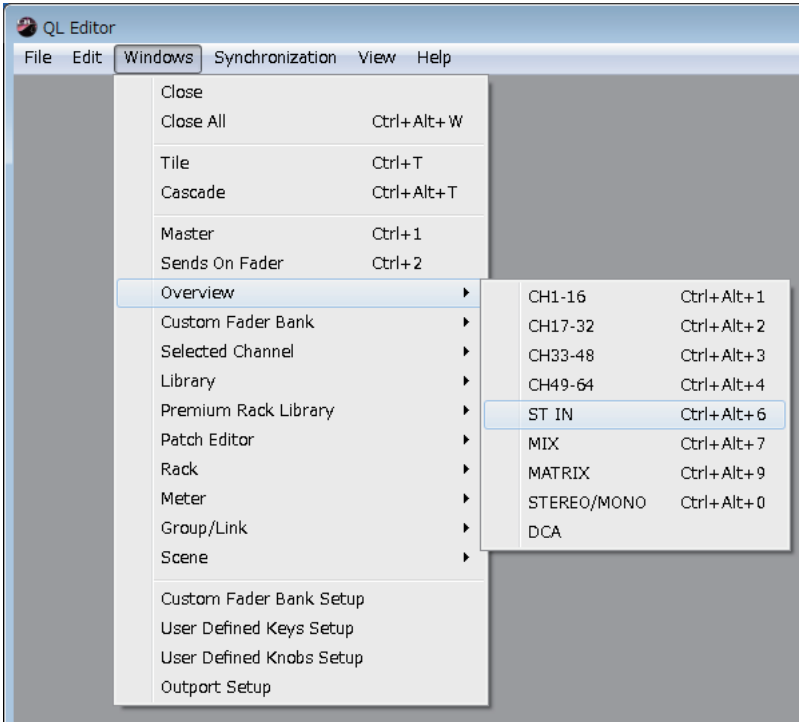 QL Editor
File Edit Windows Synchronization View Help
Close
Close All Ctrl+Alt+W
Tile Ctrl+T
Cascade Ctrl+Alt+T
Master Ctrl+1
Sends On Fader Ctrl+2
Overview
Custom Fader Bank
Selected Channel
Library
Premium Rack Library
Patch Editor
Rack
Meter
Group/Link
Scene
Custom Fader Bank Setup
User Defined Keys Setup
User Defined Knobs Setup
Outport Setup
CH1-16 Ctrl+Alt+1
CH17-32 Ctrl+Alt+2
CH33-48 Ctrl+Alt+3
CH49-64 Ctrl+Alt+4
ST IN Ctrl+Alt+6
MIX Ctrl+Alt+7
MATRIX Ctrl+Alt+9
STEREO/MONO Ctrl+Alt+0
DCA